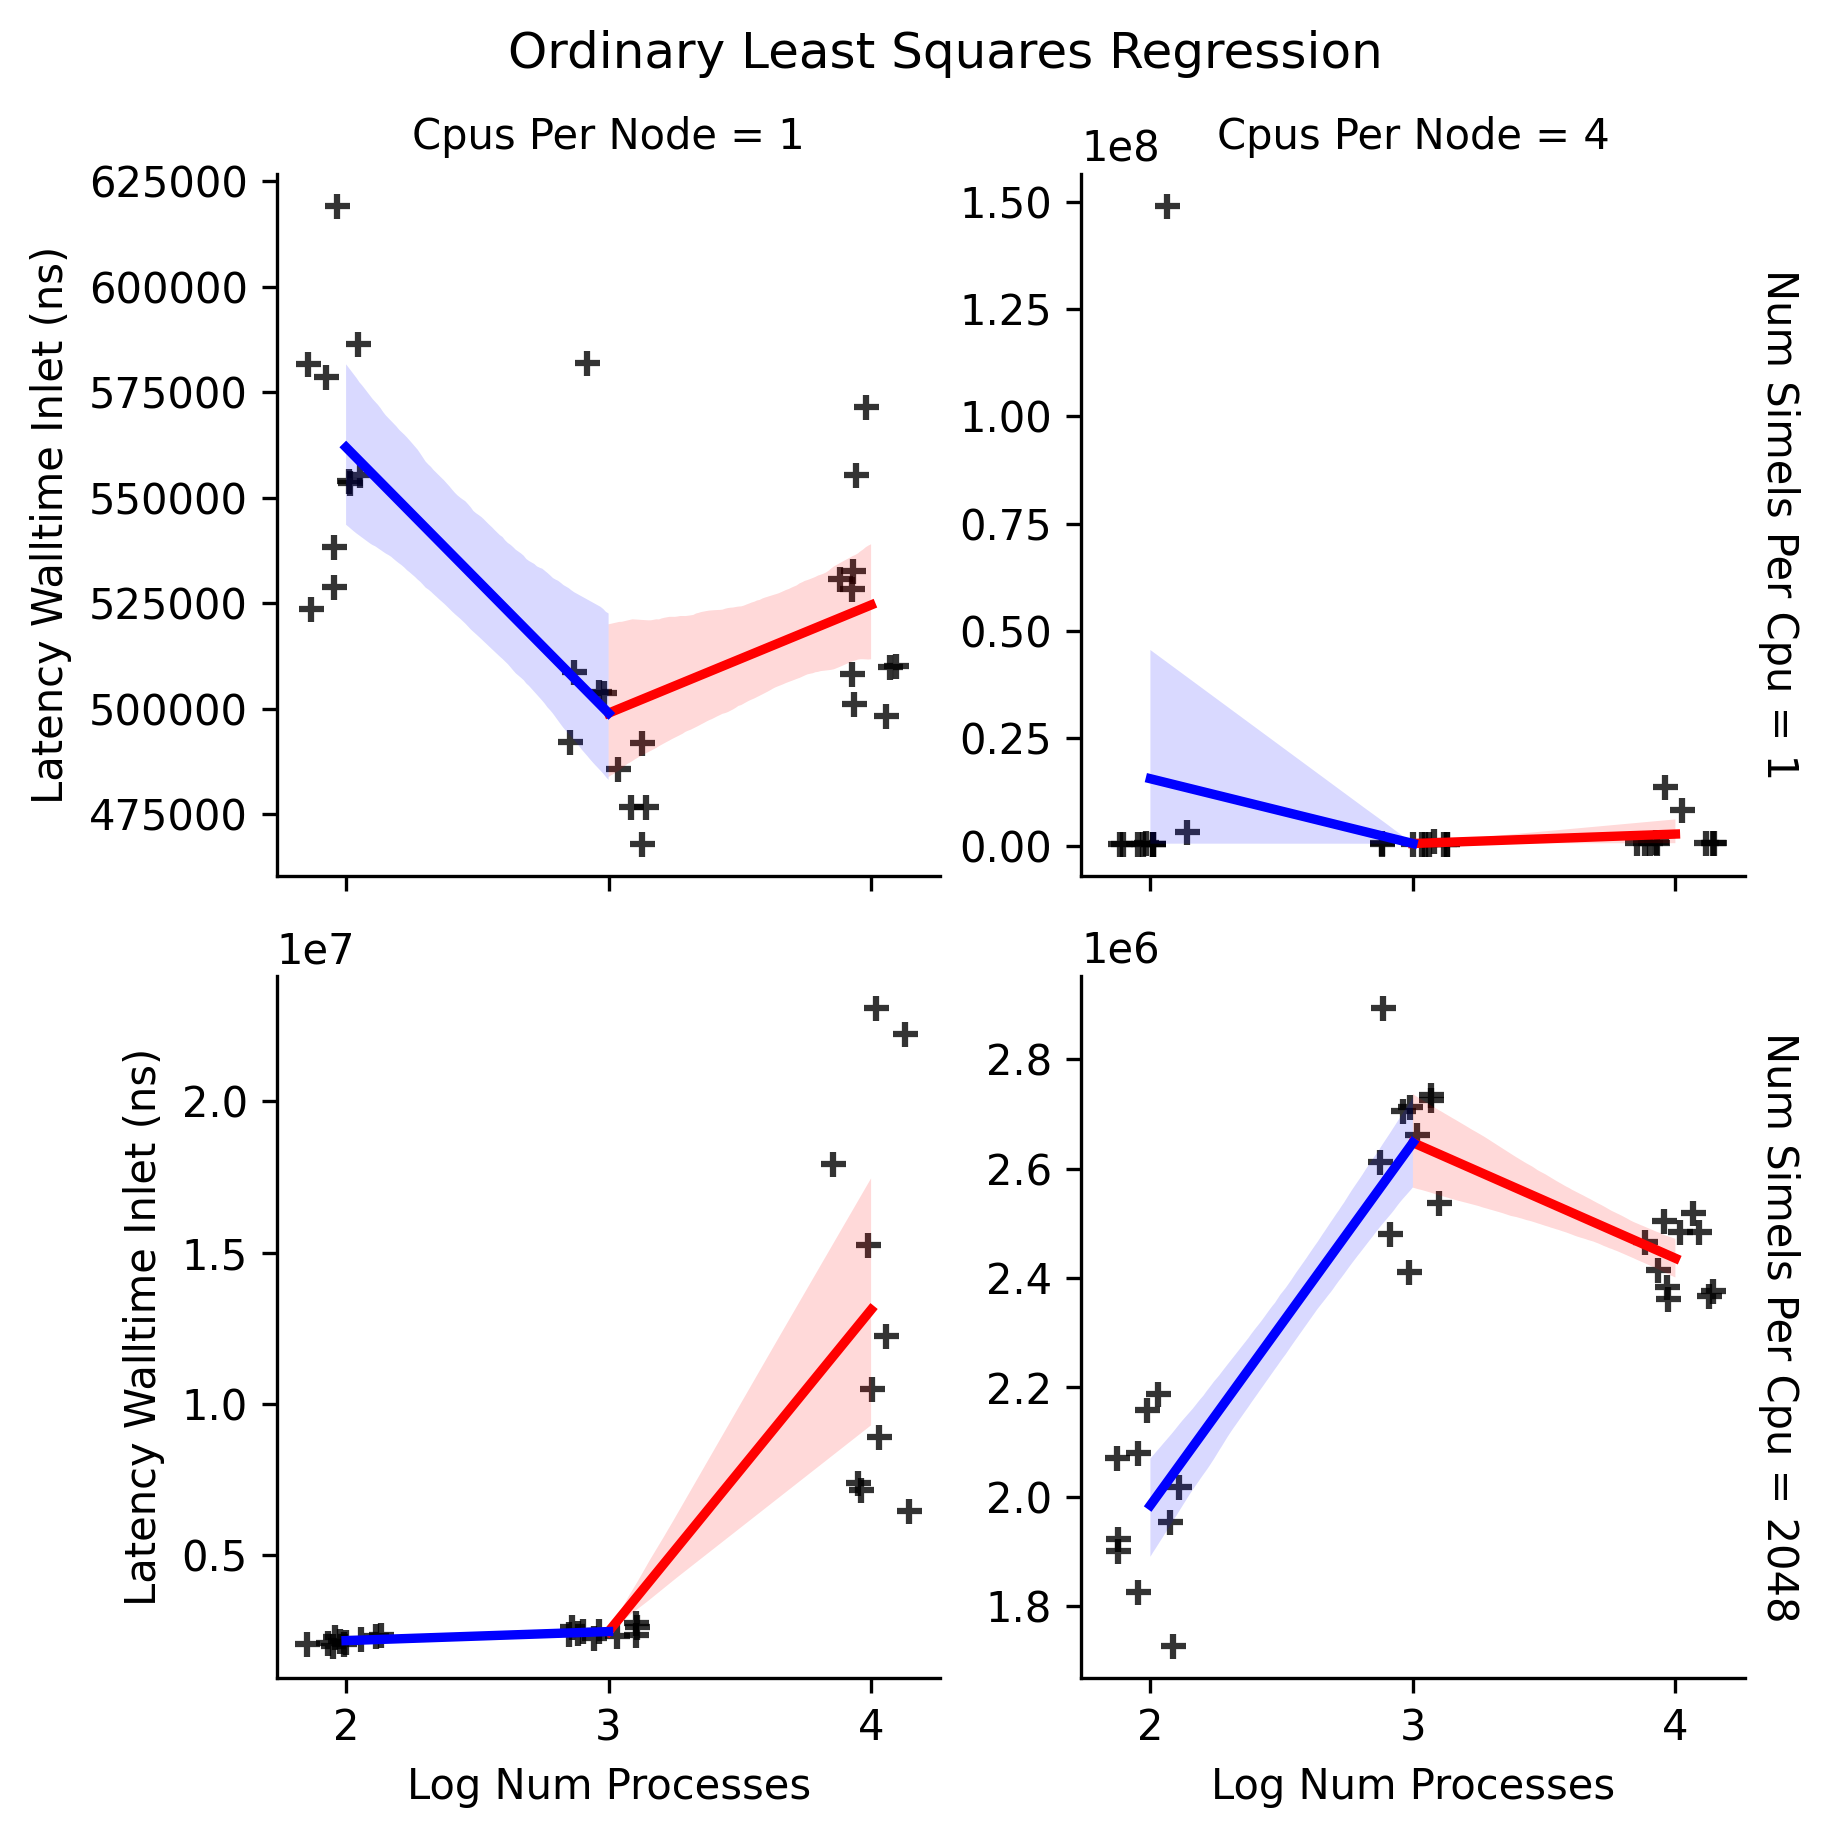 Ordinary Least Squares Regression
Cpus Per Node = 1
Cpus Per Node = 4
1e8
625000
600000
575000
550000
525000
500000
475000
Latency Walltime Inlet (ns)
1.50
1.25
1.00
0.75
0.50
0.25
0.00
Num Simels Per Cpu = 1
1e7
2.0
1.5
1.0
0.5
Latency Walltime Inlet (ns)
2
3
4
Log Num Processes
1e6
2.8
2.6
2.4
2.2
2.0
1.8
Num Simels Per Cpu = 2048
2
3
4
Log Num Processes